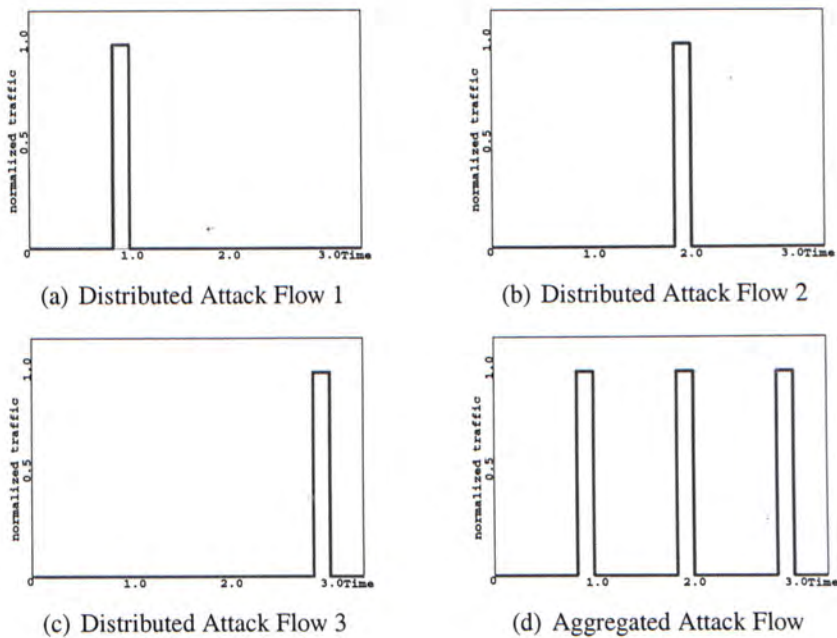 normalized traffic
1.0
0.5
0
1.0
2.0
3.0Time
(a) Distributed Attack Flow 1
normalized traffic
1.0
0.5
0
1.0
2.0
3.0Time
(b) Distributed Attack Flow 2
normalized traffic
1.0
0.5
0
1.0
2.0
3.0Time
(c) Distributed Attack Flow 3
normalized traffic
1.0
0.5
0
1.0
2.0
3.0Time
(d) Aggregated Attack Flow